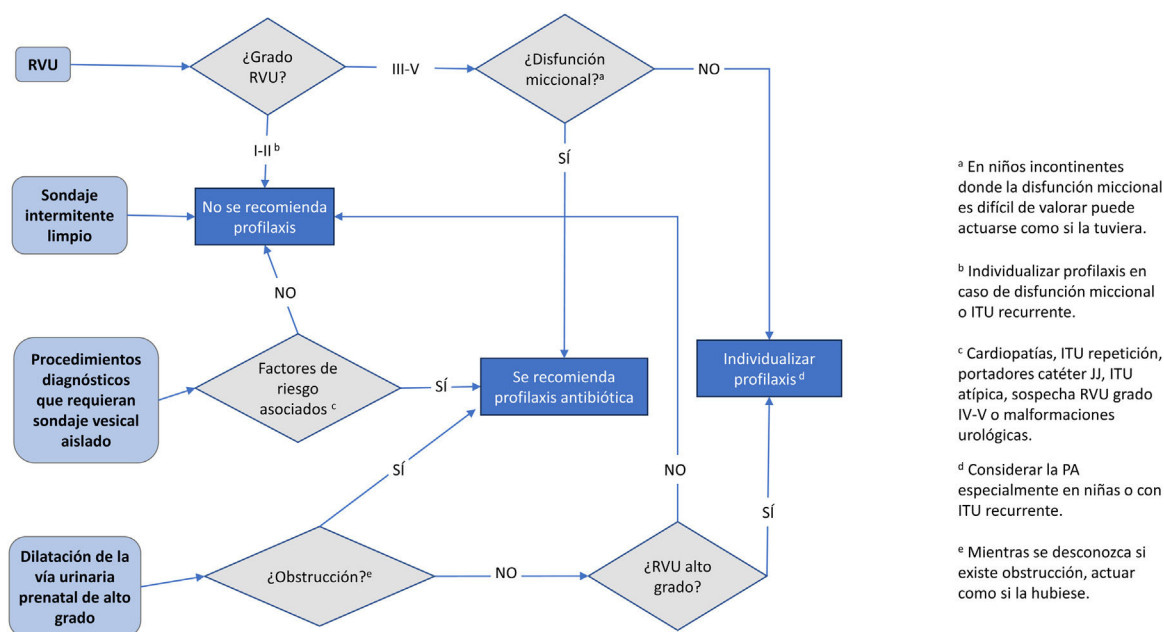 RVU
¿Grado
RVU?
III-V
¿Disfunción
miccional?ᵃ
NO
I-II ᵇ
SÍ
Sondaje
intermitente
limpio
No se recomienda
profilaxis
NO
Procedimientos
diagnósticos
que requieran
sondaje vesical
aislado
Factores de
riesgo
asociados ᶜ
SÍ
Se recomienda
profilaxis antibiótica
Individualizar
profilaxis ᵈ
SÍ
NO
SÍ
Dilatación de la
vía urinaria
prenatal de alto
grado
¿Obstrucción?ᵉ
NO
¿RVU alto
grado?
ᵃ En niños incontinentes
donde la disfunción miccional
es difícil de valorar puede
actuarse como si la tuviera.
ᵇ Individualizar profilaxis en
caso de disfunción miccional
o ITU recurrente.
ᶜ Cardiopatías, ITU repetición,
portadores catéter JJ, ITU
atípica, sospecha RVU grado
IV-V o malformaciones
urológicas.
ᵈ Considerar la PA
especialmente en niñas o con
ITU recurrente.
ᵉ Mientras se desconozca si
existe obstrucción, actuar
como si la hubiese.